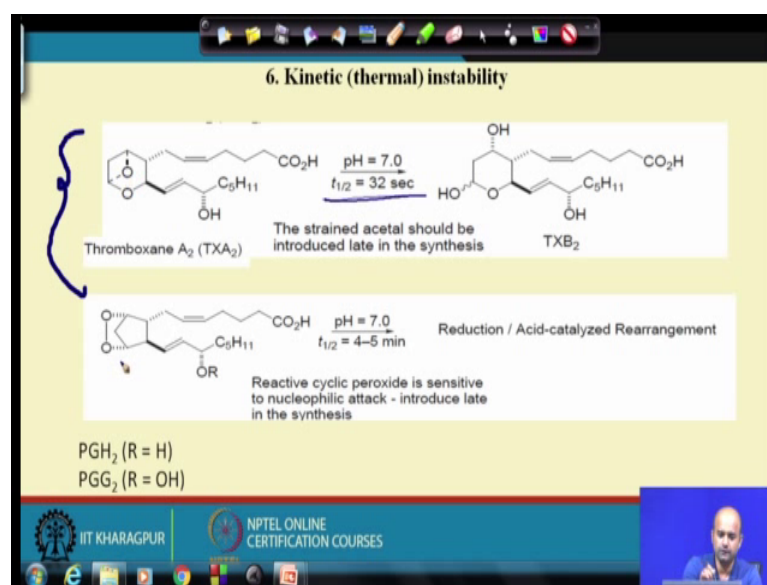 6. Kinetic (thermal) instability
O
O
CO₂H
C₅H₁₁
OH
pH = 7.0
t₁/₂ = 32 sec
OH
HO
O
CO₂H
C₅H₁₁
OH
Thromboxane A₂ (TXA₂)
The strained acetal should be
introduced late in the synthesis
TXB₂
O
O
CO₂H
C₅H₁₁
OR
pH = 7.0
t₁/₂ = 4–5 min
Reduction / Acid-catalyzed Rearrangement
Reactive cyclic peroxide is sensitive
to nucleophilic attack - introduce late
in the synthesis
PGH₂ (R = H)
PGG₂ (R = OH)
IIT KHARAGPUR
NPTEL ONLINE
CERTIFICATION COURSES